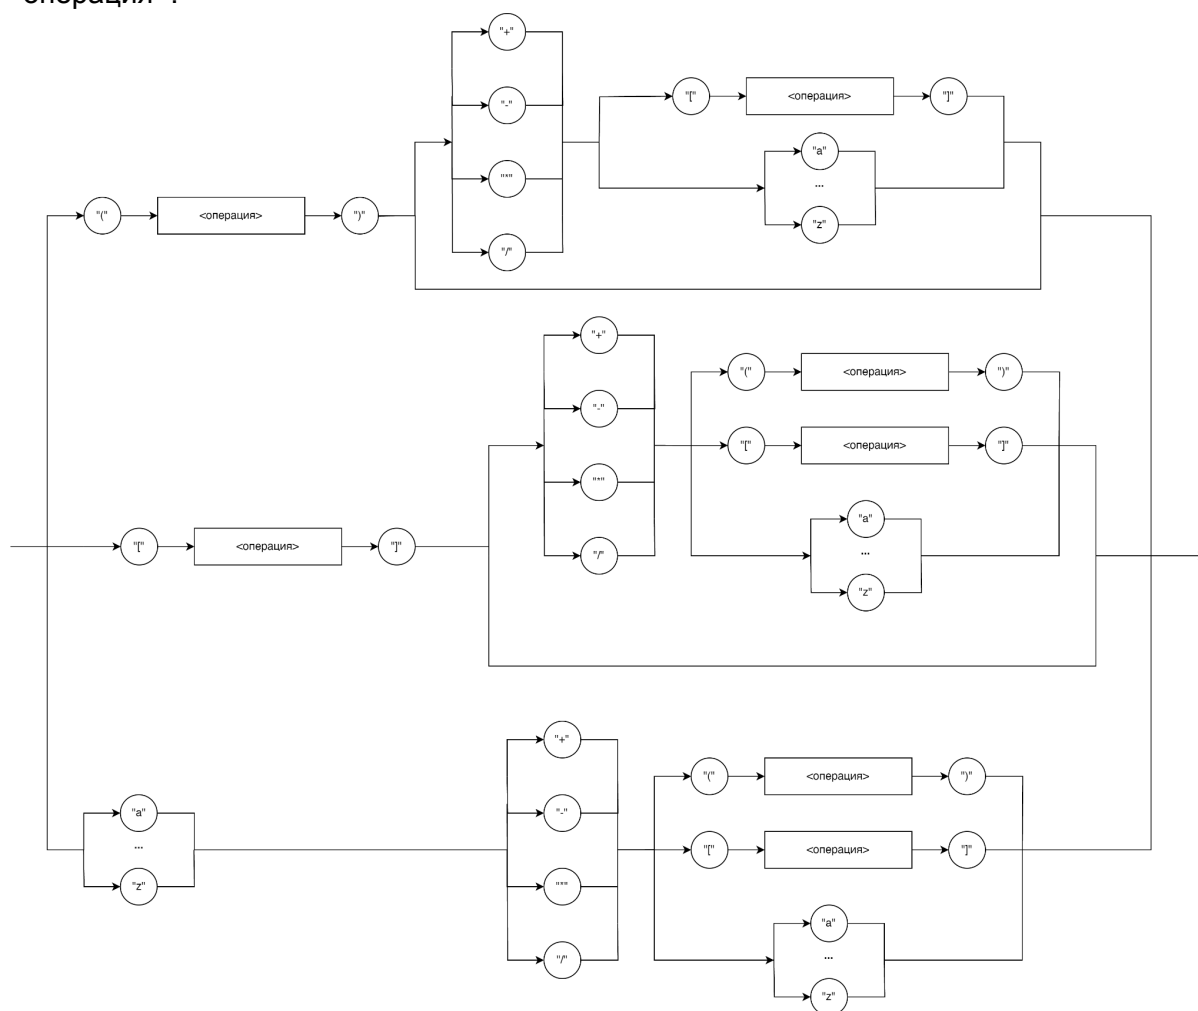 операция".
"+"
"-"
"*"
"/"
"[" <операция> "]"
"a"
...
"z"
"(" <операция> ")"
"+"
"-"
"*"
"/"
"(" <операция> ")"
"[" <операция> "]"
"a"
...
"z"
"[" <операция> "]"
"+"
"-"
"*"
"/"
"(" <операция> ")"
"[" <операция> "]"
"a"
...
"z"
"a"
...
"z"